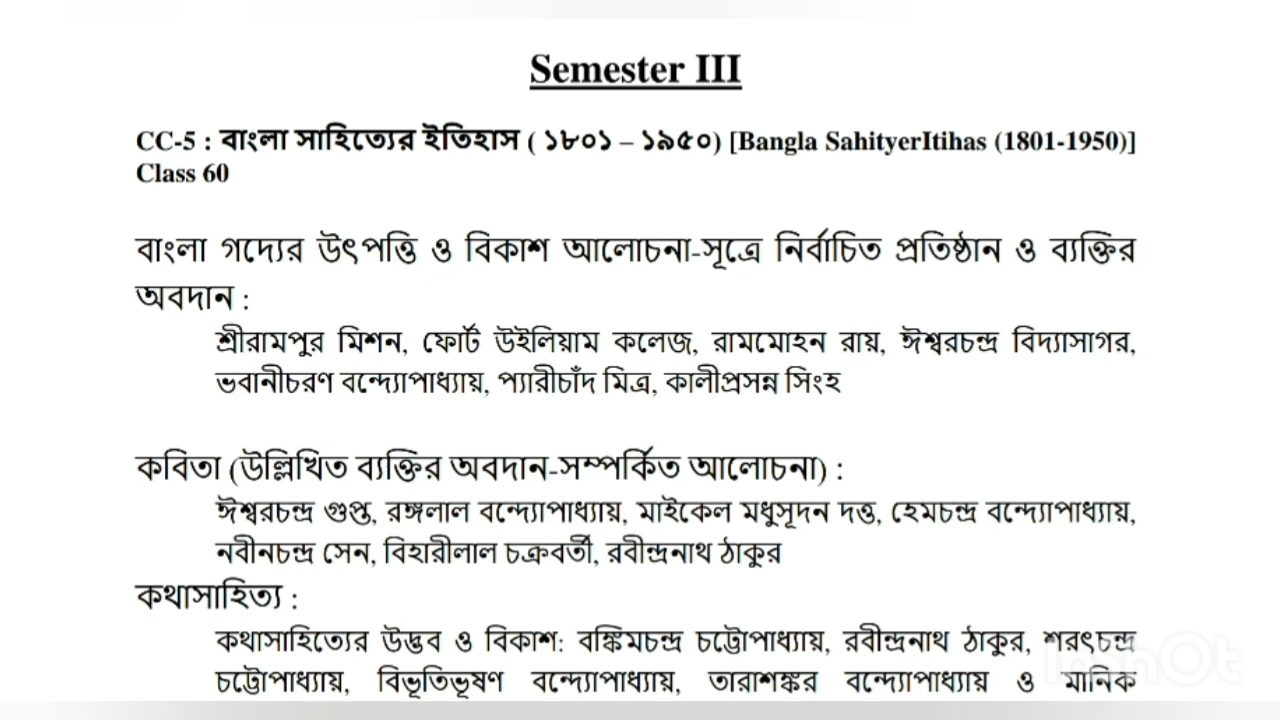 Semester III
CC-5 : বাংলা সাহিত্যের ইতিহাস ( ১৮০১ – ১৯৫০) [Bangla SahityerItihas (1801-1950)]
Class 60
বাংলা গদ্যের উৎপত্তি ও বিকাশ আলোচনা-সূত্রে নির্বাচিত প্রতিষ্ঠান ও ব্যক্তির
অবদান :
শ্রীরামপুর মিশন, ফোর্ট উইলিয়াম কলেজ, রামমোহন রায়, ঈশ্বরচন্দ্র বিদ্যাসাগর,
ভবানীচরণ বন্দ্যোপাধ্যায়, প্যারীচাঁদ মিত্র, কালীপ্রসন্ন সিংহ
কবিতা (উল্লিখিত ব্যক্তির অবদান-সম্পর্কিত আলোচনা) :
ঈশ্বরচন্দ্র গুপ্ত, রঙ্গলাল বন্দ্যোপাধ্যায়, মাইকেল মধুসূদন দত্ত, হেমচন্দ্র বন্দ্যোপাধ্যায়,
নবীনচন্দ্র সেন, বিহারীলাল চক্রবর্তী, রবীন্দ্রনাথ ঠাকুর
কথাসাহিত্য :
কথাসাহিত্যের উদ্ভব ও বিকাশ: বঙ্কিমচন্দ্র চট্টোপাধ্যায়, রবীন্দ্রনাথ ঠাকুর, শরৎচন্দ্র
চট্টোপাধ্যায়, বিভূতিভূষণ বন্দ্যোপাধ্যায়, তারাশঙ্কর বন্দ্যোপাধ্যায় ও মানিক